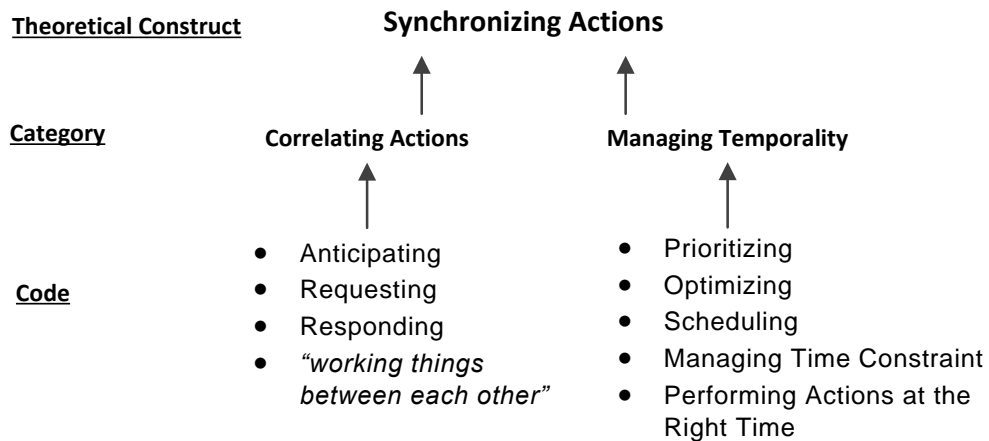 Theoretical Construct Synchronizing Actions
Category Correlating Actions Managing Temporality
Code
• Anticipating
• Requesting
• Responding
• “working things
between each other”
• Prioritizing
• Optimizing
• Scheduling
• Managing Time Constraint
• Performing Actions at the
Right Time